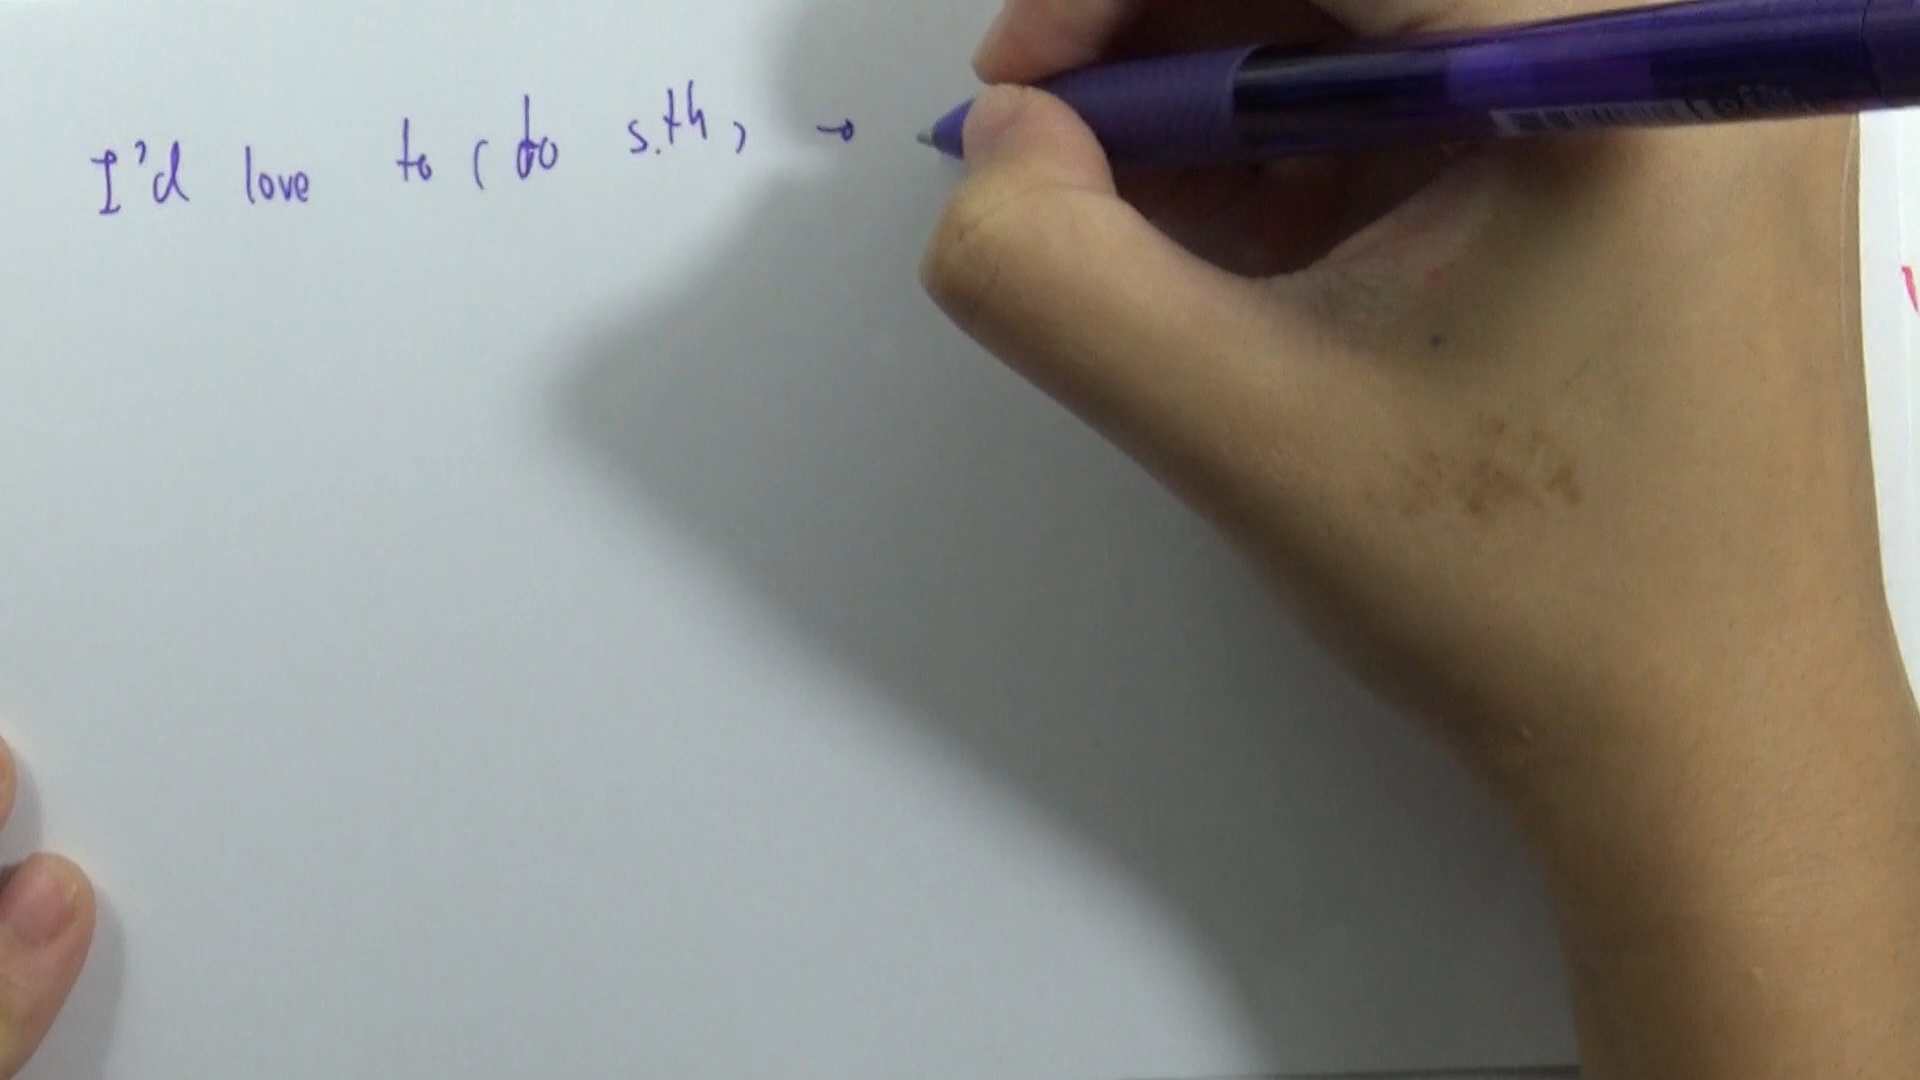 I'd love to (do s.th) →